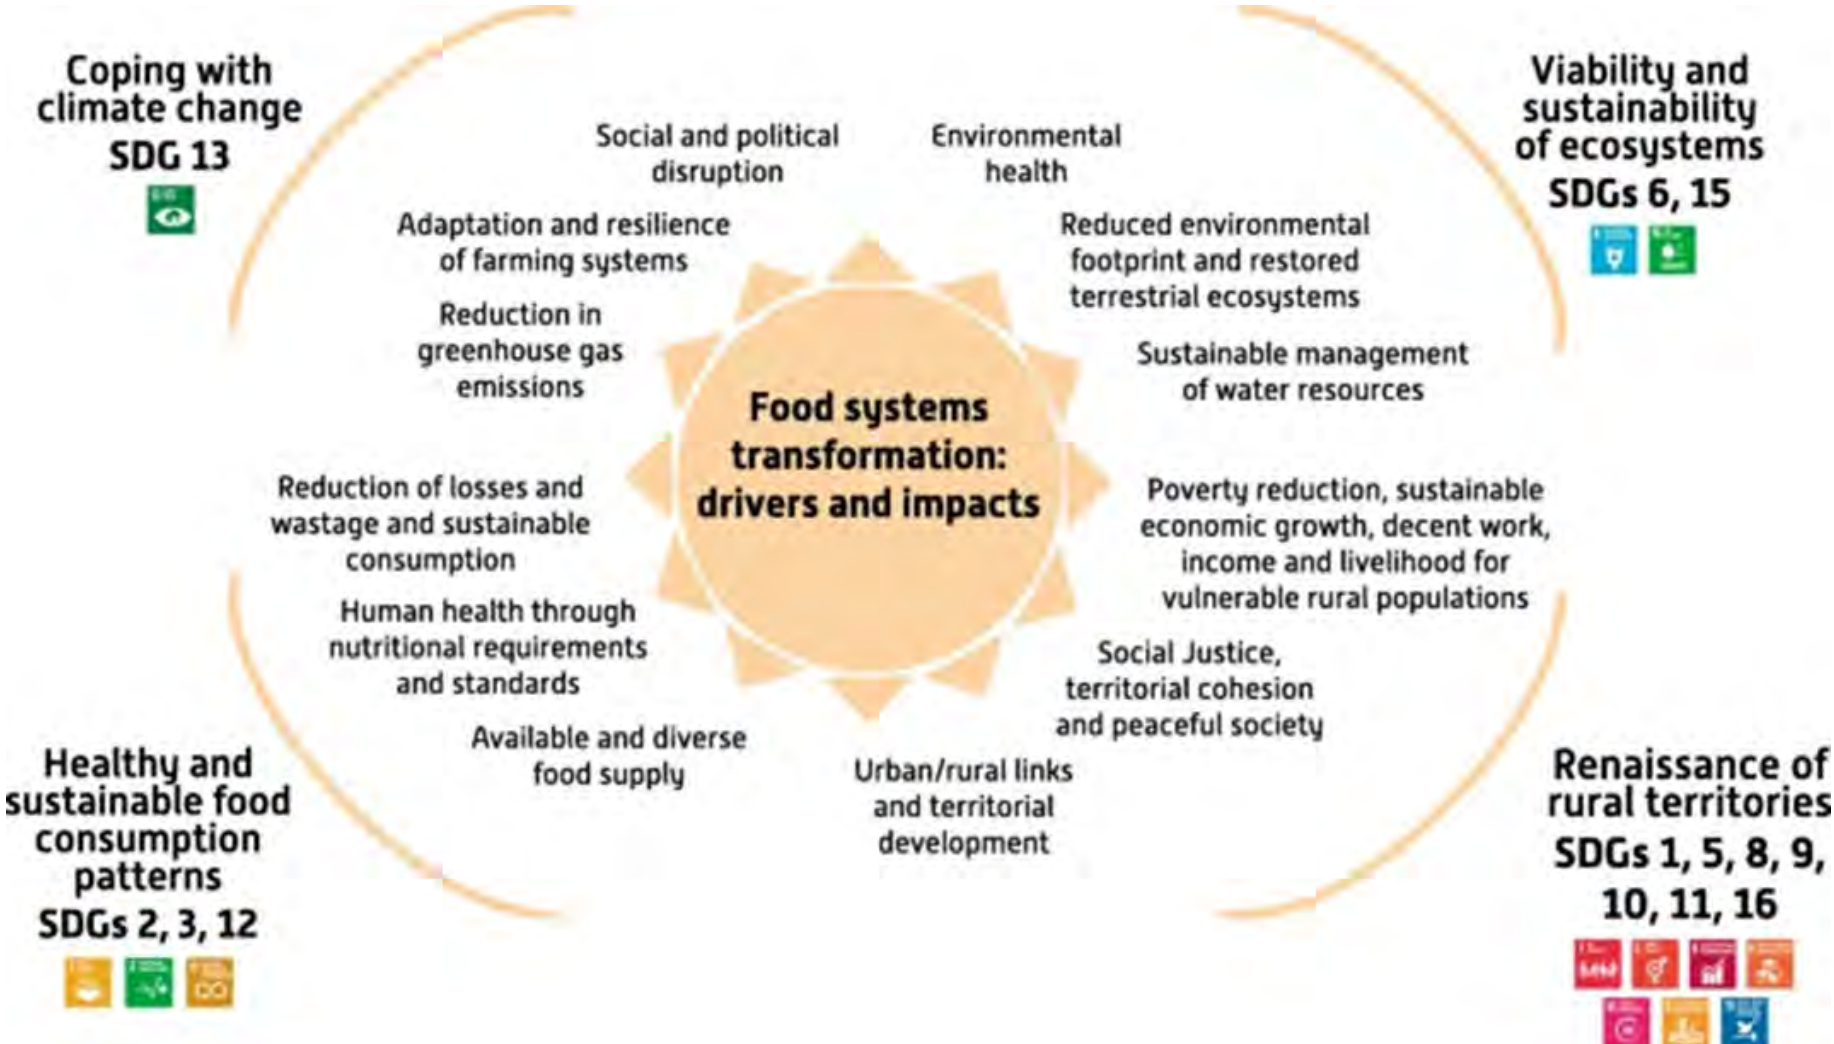 Coping with
climate change
SDG 13
Viability and
sustainability
of ecosystems
SDGs 6, 15
Social and political
disruption
Environmental
health
Adaptation and resilience
of farming systems
Reduced environmental
footprint and restored
terrestrial ecosystems
Reduction in
greenhouse gas
emissions
Sustainable management
of water resources
Food systems
transformation:
drivers and impacts
Reduction of losses and
wastage and sustainable
consumption
Poverty reduction, sustainable
economic growth, decent work,
income and livelihood for
vulnerable rural populations
Human health through
nutritional requirements
and standards
Social Justice,
territorial cohesion
and peaceful society
Available and diverse
food supply
Urban/rural links
and territorial
development
Healthy and
sustainable food
consumption
patterns
SDGs 2, 3, 12
Renaissance of
rural territories
SDGs 1, 5, 8, 9,
10, 11, 16